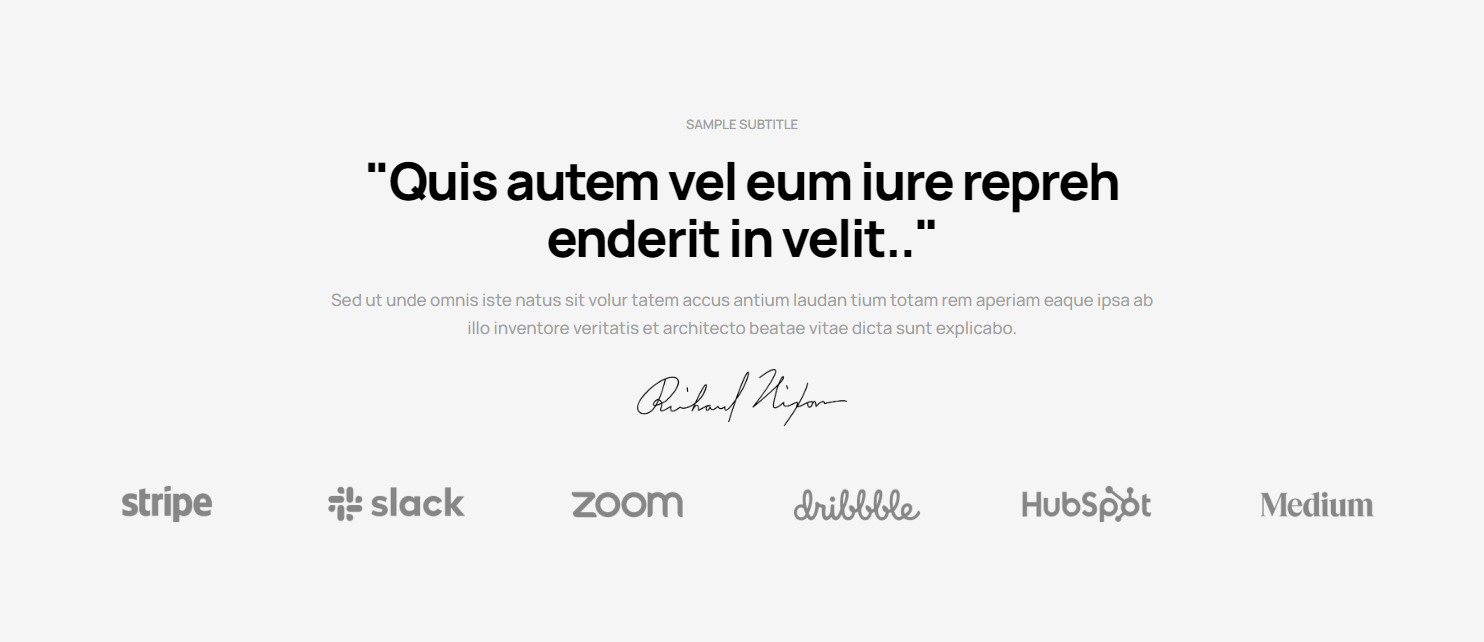 SAMPLE SUBTITLE
"Quis autem vel eum iure repreh
enderit in velit.."
Sed ut unde omnis iste natus sit volur tatem accus antium laudan tium totam rem aperiam eaque ipsa ab
illo inventore veritatis et architecto beatae vitae dicta sunt explicabo.
Richard Nixon
stripe slack zoom dribbble HubSpot Medium